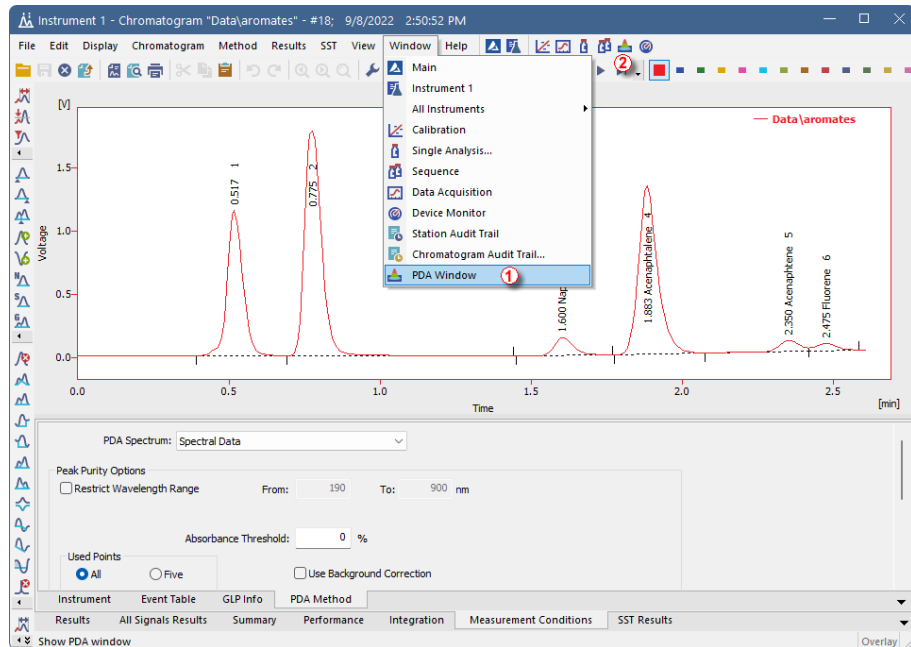 Instrument 1 - Chromatogram "Data\aromates" - #18;  9/8/2022  2:50:52 PM
File Edit Display Chromatogram Method Results SST View Window Help
2
Main
Instrument 1
All Instruments
Calibration
Single Analysis...
Sequence
Data Acquisition
Device Monitor
Station Audit Trail
Chromatogram Audit Trail...
PDA Window 1
[V]
Data\aromates
Voltage
1.5
1.0
0.5
0.0
0.517 1
0.775 2
1.600 Nap
1.883 Acenaphtalene 4
2.350 Acenaphtene 5
2.475 Fluorene 6
0.0 0.5 1.0 1.5 2.0 2.5
Time
[min]
PDA Spectrum: Spectral Data
Peak Purity Options
Restrict Wavelength Range From: 190 To: 900 nm
Absorbance Threshold: 0 %
Used Points
All Five
Use Background Correction
Instrument Event Table GLP Info PDA Method
Results All Signals Results Summary Performance Integration Measurement Conditions SST Results
Show PDA window
Overlay